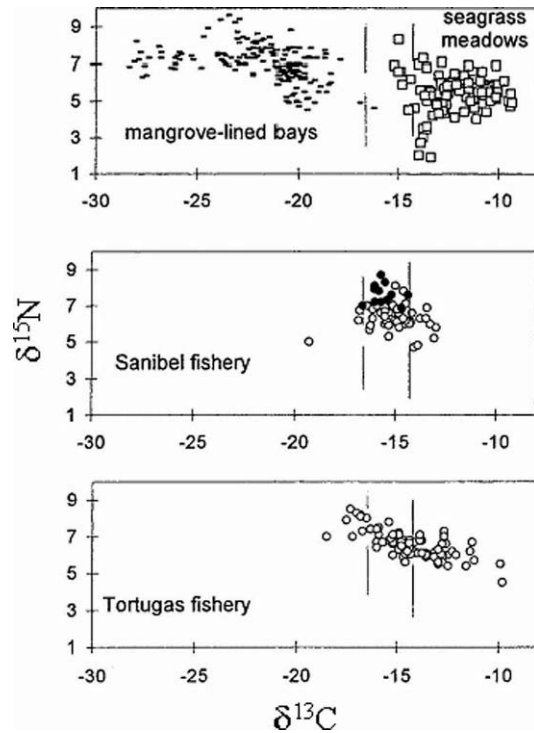 seagrass
meadows
mangrove-lined bays
9
7
5
3
1
-30 -25 -20 -15 -10
δ¹⁵N
Sanibel fishery
9
7
5
3
1
-30 -25 -20 -15 -10
Tortugas fishery
9
7
5
3
1
-30 -25 -20 -15 -10
δ¹³C